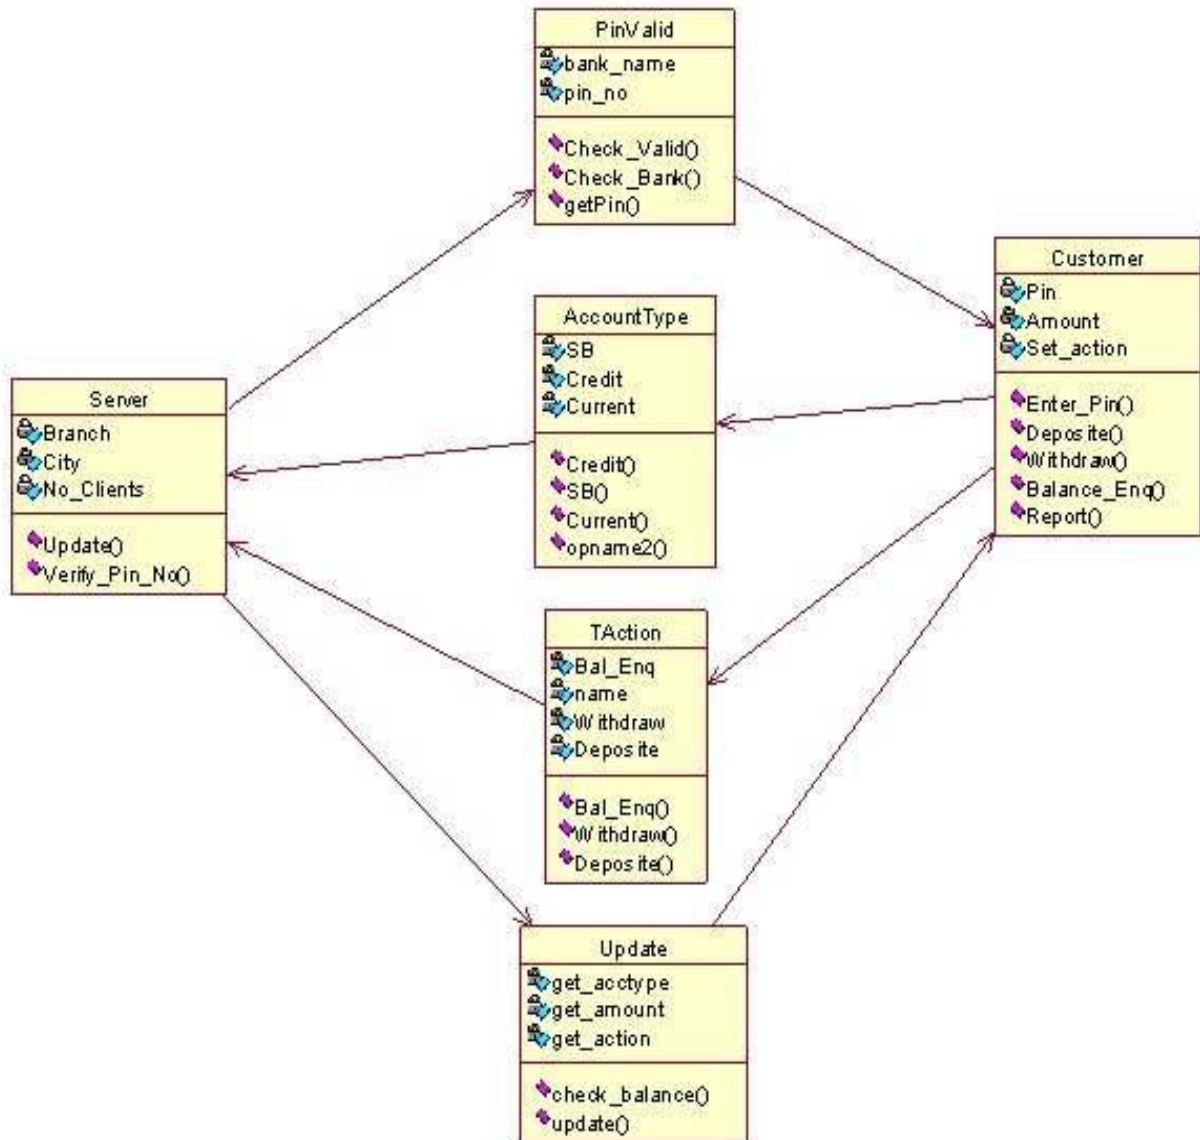 PinValid
bank_name
pin_no
Check_Valid()
Check_Bank()
getPin()
Customer
Pin
Amount
Set_action
Enter_Pin()
Deposite()
Withdraw()
Balance_Enq()
Report()
AccountType
SB
Credit
Current
Credit()
SB()
Current()
opname2()
Server
Branch
City
No_Clients
Update()
Verify_Pin_No()
TAction
Bal_Enq
name
Withdraw
Deposite
Bal_Enq()
Withdraw()
Deposite()
Update
get_acctype
get_amount
get_action
check_balance()
update()